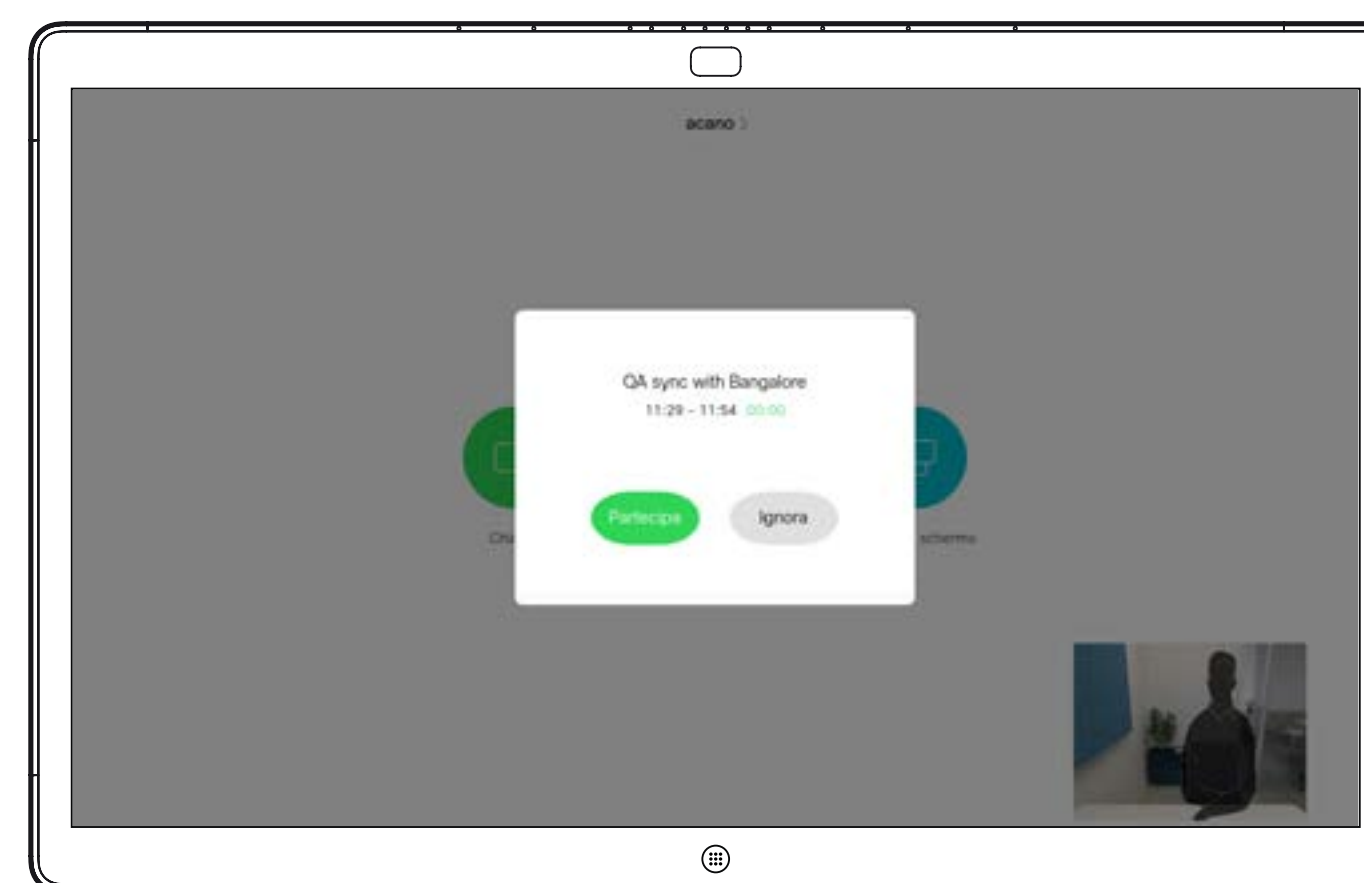 acano
QA sync with Bangalore
11:29 - 11:54 00:00
Partecipa
Ignora
schermo